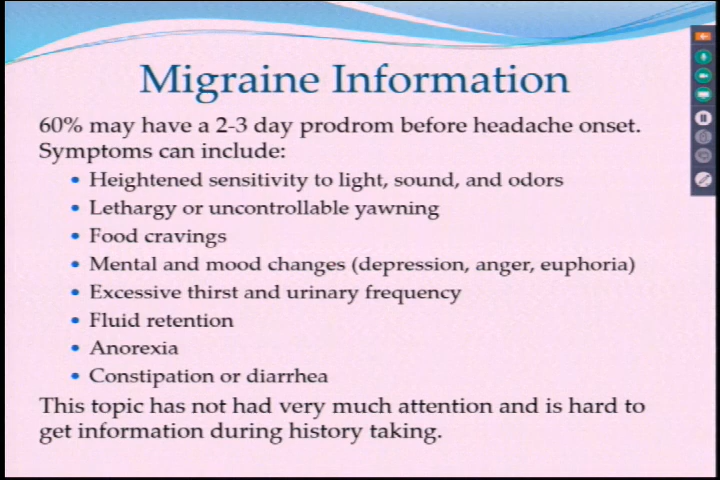 Migraine Information
60% may have a 2-3 day prodrom before headache onset.
Symptoms can include:
• Heightened sensitivity to light, sound, and odors
• Lethargy or uncontrollable yawning
• Food cravings
• Mental and mood changes (depression, anger, euphoria)
• Excessive thirst and urinary frequency
• Fluid retention
• Anorexia
• Constipation or diarrhea
This topic has not had very much attention and is hard to
get information during history taking.